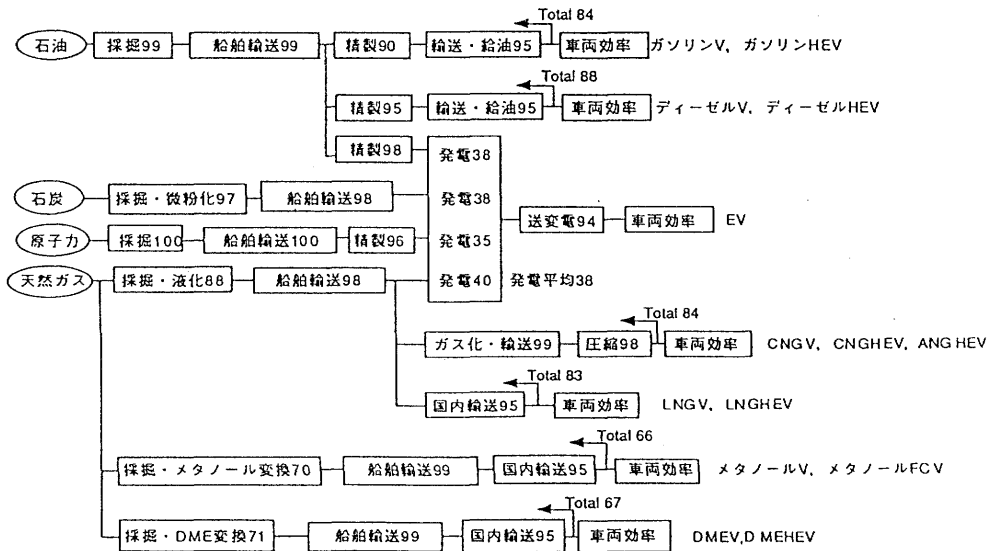 Total 84
石油 採掘99 船舶輸送99 精製90 輸送・給油95 車両効率 ガソリンV, ガソリンHEV
Total 88
精製95 輸送・給油95 車両効率 ディーゼルV, ディーゼルHEV
精製98 発電38
石炭 採掘・微粉化97 船舶輸送98 発電38
送変電94 車両効率 EV
原子力 採掘100 船舶輸送100 精製96 発電35
天然ガス 採掘・液化88 船舶輸送98 発電40 発電平均38
Total 84
ガス化・輸送99 圧縮98 車両効率 CNGV, CNGHEV, ANGHEV
Total 83
国内輸送95 車両効率 LNGV, LNGHEV
Total 66
採掘・メタノール変換70 船舶輸送99 国内輸送95 車両効率 メタノールV, メタノールFCV
Total 67
採掘・DME変換71 船舶輸送99 国内輸送95 車両効率 DMEV,DMEHEV